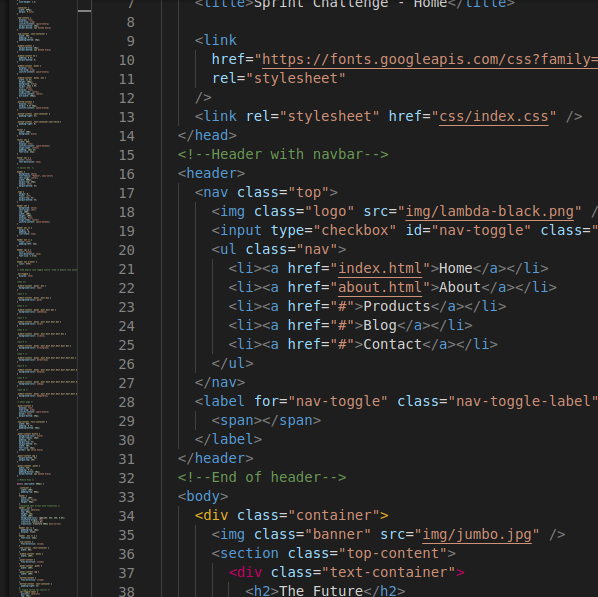 7 <title>Sprint Challenge - Home</title>
8
9 <link
10 href="https://fonts.googleapis.com/css?family=
11 rel="stylesheet"
12 />
13 <link rel="stylesheet" href="css/index.css" />
14 </head>
15 <!--Header with navbar-->
16 <header>
17 <nav class="top">
18 <img class="logo" src="img/lambda-black.png" /
19 <input type="checkbox" id="nav-toggle" class="
20 <ul class="nav">
21 <li><a href="index.html">Home</a></li>
22 <li><a href="about.html">About</a></li>
23 <li><a href="#">Products</a></li>
24 <li><a href="#">Blog</a></li>
25 <li><a href="#">Contact</a></li>
26 </ul>
27 </nav>
28 <label for="nav-toggle" class="nav-toggle-label"
29 <span></span>
30 </label>
31 </header>
32 <!--End of header-->
33 <body>
34 <div class="container">
35 <img class="banner" src="img/jumbo.jpg" />
36 <section class="top-content">
37 <div class="text-container">
38 <h2>The Future</h2>